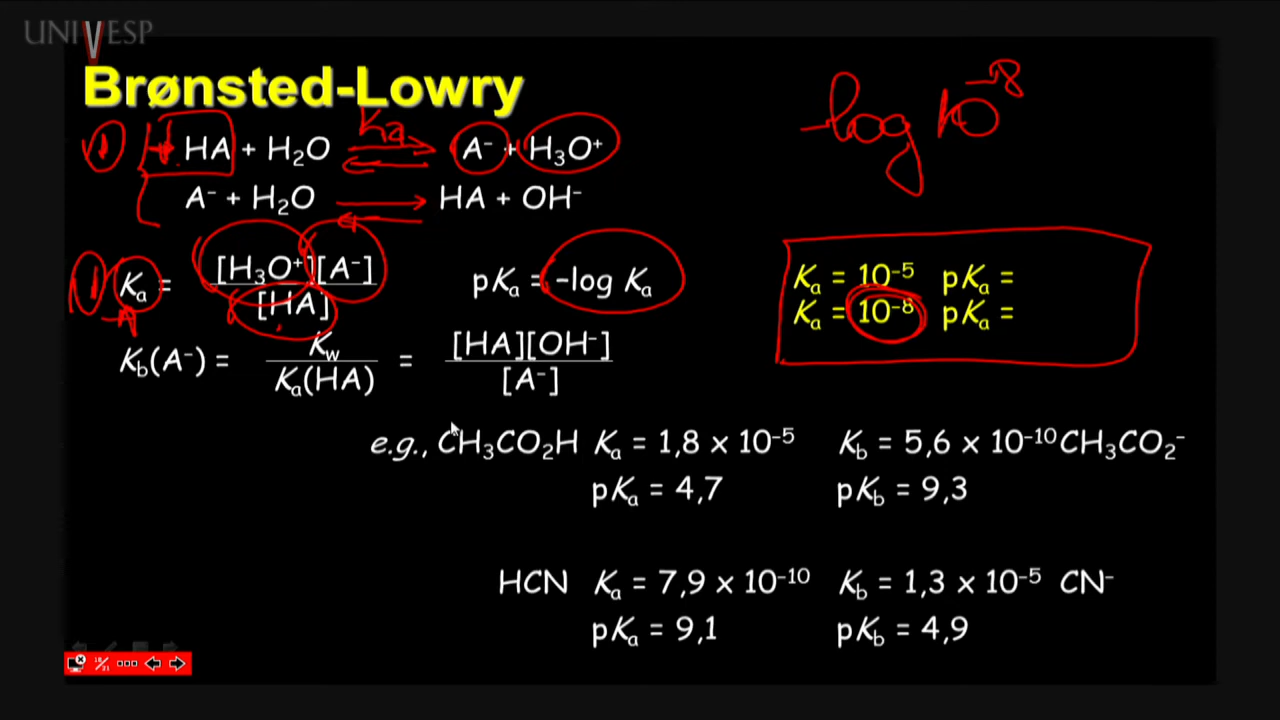 UNIVESP
Brønsted-Lowry
-log 10⁻⁸
Ka
① HA + H₂O ⇌ A⁻ + H₃O⁺
A⁻ + H₂O ⇌ HA + OH⁻
Ka = [H₃O⁺][A⁻] / [HA]
pKa = -log Ka
Ka = 10⁻⁵ pKa =
Ka = 10⁻⁸ pKa =
Kb(A⁻) = Kw / Ka(HA) = [HA][OH⁻] / [A⁻]
e.g., CH₃CO₂H Ka = 1,8 x 10⁻⁵ Kb = 5,6 x 10⁻¹⁰ CH₃CO₂⁻
pKa = 4,7 pKb = 9,3
HCN Ka = 7,9 x 10⁻¹⁰ Kb = 1,3 x 10⁻⁵ CN⁻
pKa = 9,1 pKb = 4,9